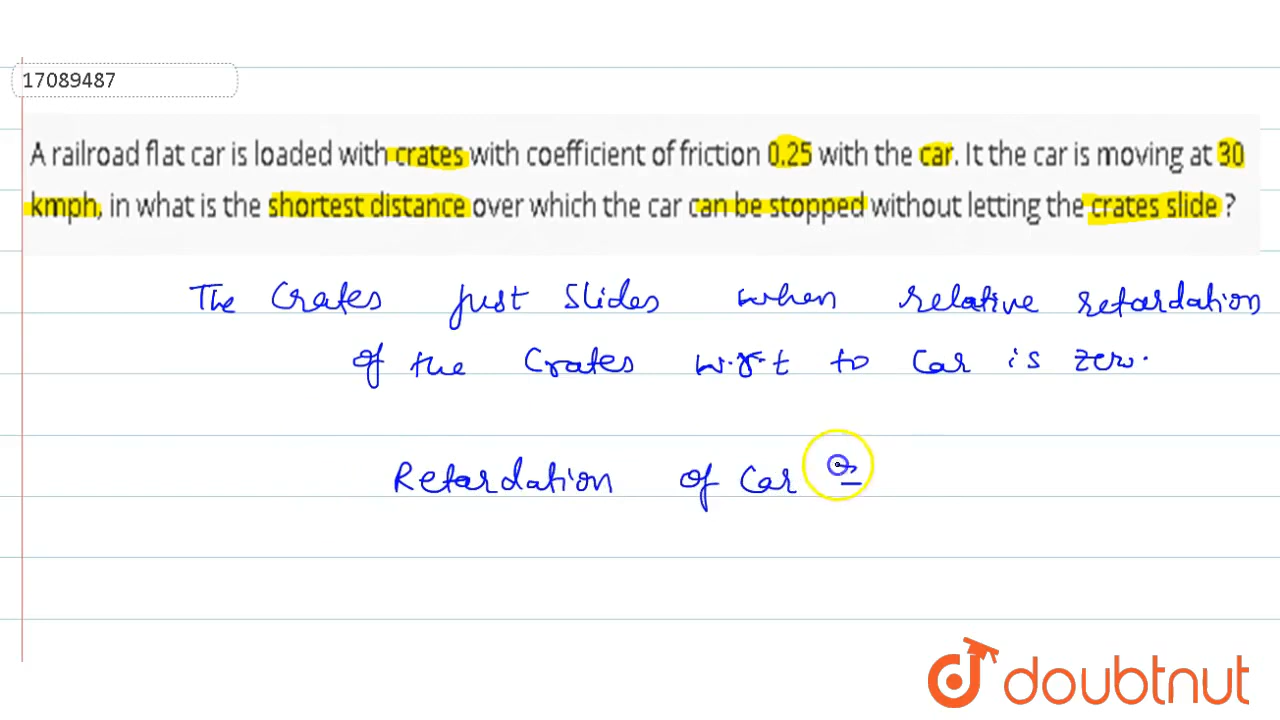 17089487
A railroad flat car is loaded with crates with coefficient of friction 0.25 with the car. It the car is moving at 30
kmph, in what is the shortest distance over which the car can be stopped without letting the crates slide ?
The Crates just slides when relative retardation
of the Crates w.r.t to Car is zero.
Retardation of Car
doubtnut